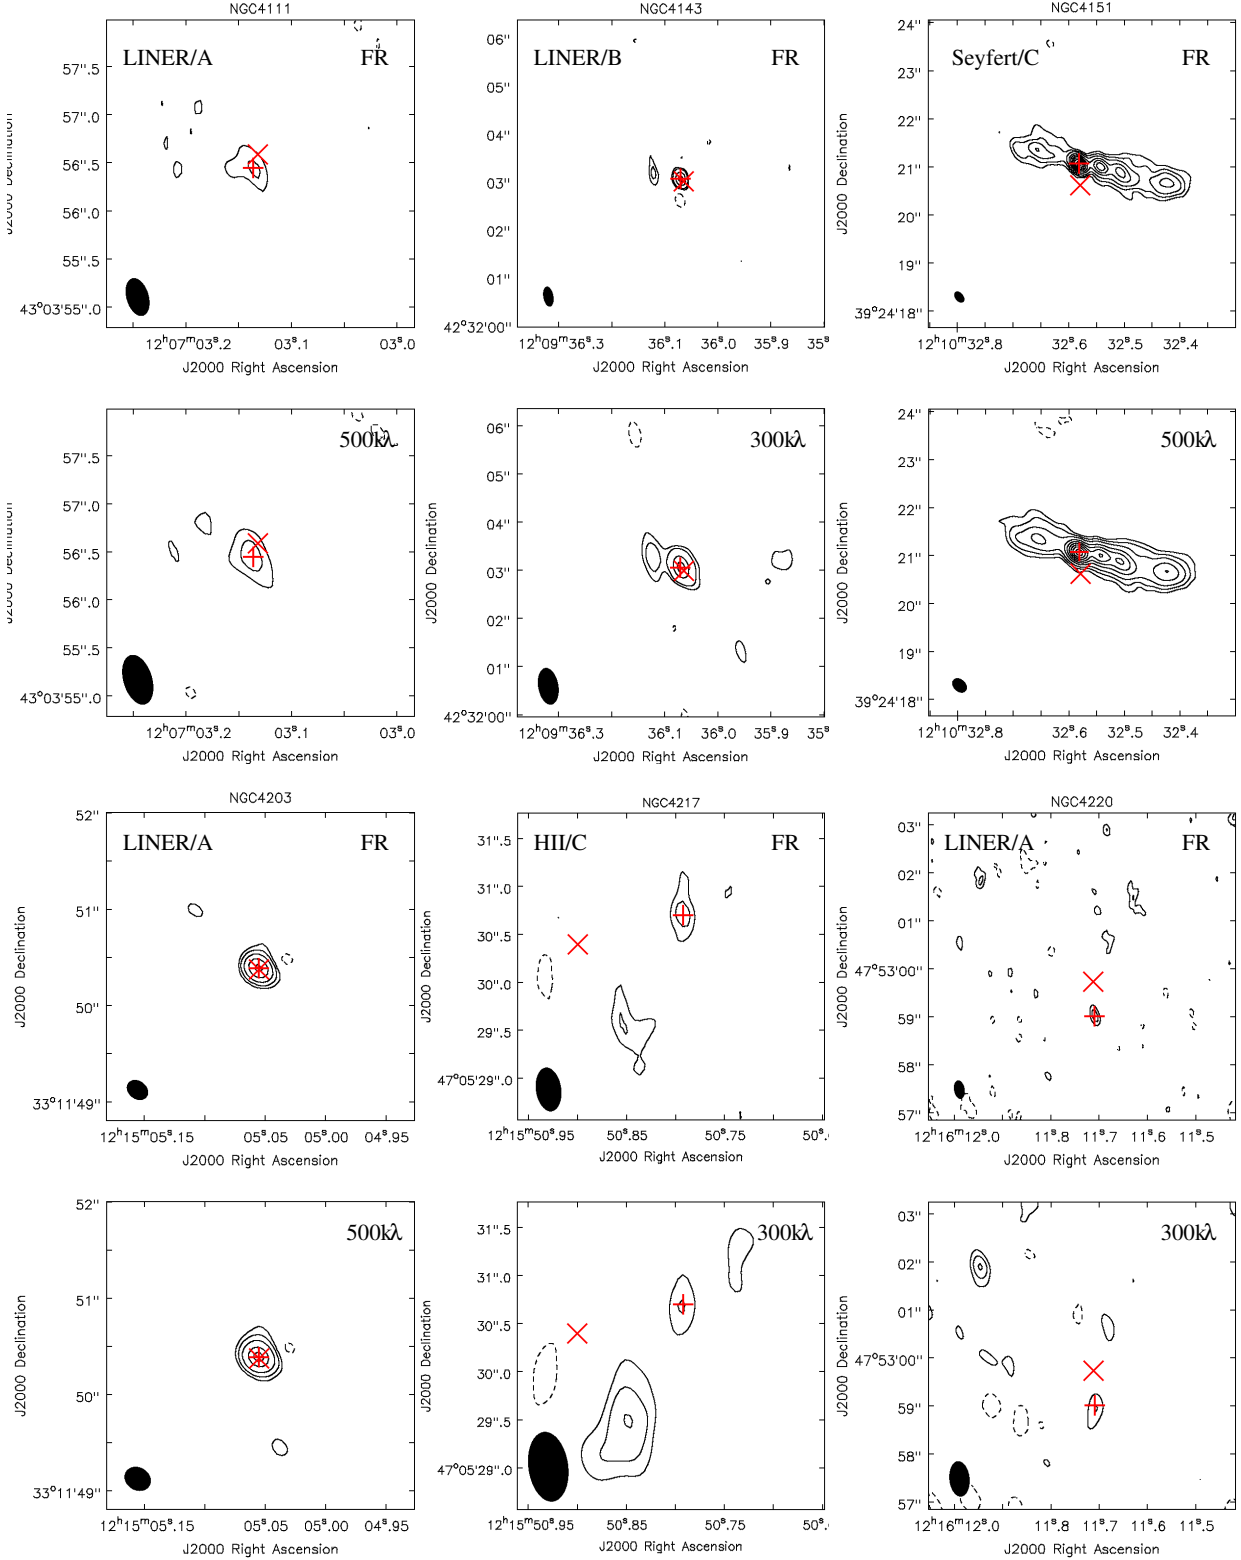 NGC4111
LINER/A
FR
57".5
57".0
56".5
56".0
55".5
43°03'55".0
J2000 Declination
12ʰ07ᵐ03ˢ.2
03ˢ.1
03ˢ.0
J2000 Right Ascension
NGC4143
LINER/B
FR
06"
04"
03"
02"
01"
42°32'00"
12ʰ09ᵐ36ˢ.3
36ˢ.1
36ˢ.0
35ˢ.9
35ˢ
J2000 Right Ascension
NGC4151
Seyfert/C
FR
24"
23"
22"
21"
20"
19"
39°24'18"
J2000 Declination
12ʰ10ᵐ32ˢ.8
32ˢ.6
32ˢ.5
32ˢ.4
J2000 Right Ascension
500kλ
57".5
57".0
56".5
56".0
55".5
43°03'55".0
J2000 Declination
12ʰ07ᵐ03ˢ.2
03ˢ.1
03ˢ.0
J2000 Right Ascension
300kλ
06"
04"
03"
02"
01"
42°32'00"
J2000 Declination
12ʰ09ᵐ36ˢ.3
36ˢ.1
36ˢ.0
35ˢ.9
35ˢ
J2000 Right Ascension
500kλ
24"
23"
22"
21"
20"
19"
39°24'18"
J2000 Declination
12ʰ10ᵐ32ˢ.8
32ˢ.6
32ˢ.5
32ˢ.4
J2000 Right Ascension
NGC4203
LINER/A
FR
52"
51"
50"
33°11'49"
J2000 Declination
12ʰ15ᵐ05ˢ.15
05ˢ.05
05ˢ.00
04ˢ.95
J2000 Right Ascension
NGC4217
HII/C
FR
31".5
31".0
30".5
30".0
29".5
47°05'29".0
J2000 Declination
12ʰ15ᵐ50ˢ.95
50ˢ.85
50ˢ.75
50ˢ.
J2000 Right Ascension
NGC4220
LINER/A
FR
03"
02"
01"
47°53'00"
59"
58"
57"
J2000 Declination
12ʰ16ᵐ12ˢ.0
11ˢ.8
11ˢ.7
11ˢ.6
11ˢ.5
J2000 Right Ascension
500kλ
52"
51"
50"
33°11'49"
J2000 Declination
12ʰ15ᵐ05ˢ.15
05ˢ.05
05ˢ.00
04ˢ.95
J2000 Right Ascension
300kλ
31".5
31".0
30".5
30".0
29".5
47°05'29".0
J2000 Declination
12ʰ15ᵐ50ˢ.95
50ˢ.85
50ˢ.75
50ˢ.
J2000 Right Ascension
300kλ
03"
02"
01"
47°53'00"
59"
58"
57"
J2000 Declination
12ʰ16ᵐ12ˢ.0
11ˢ.8
11ˢ.7
11ˢ.6
11ˢ.5
J2000 Right Ascension